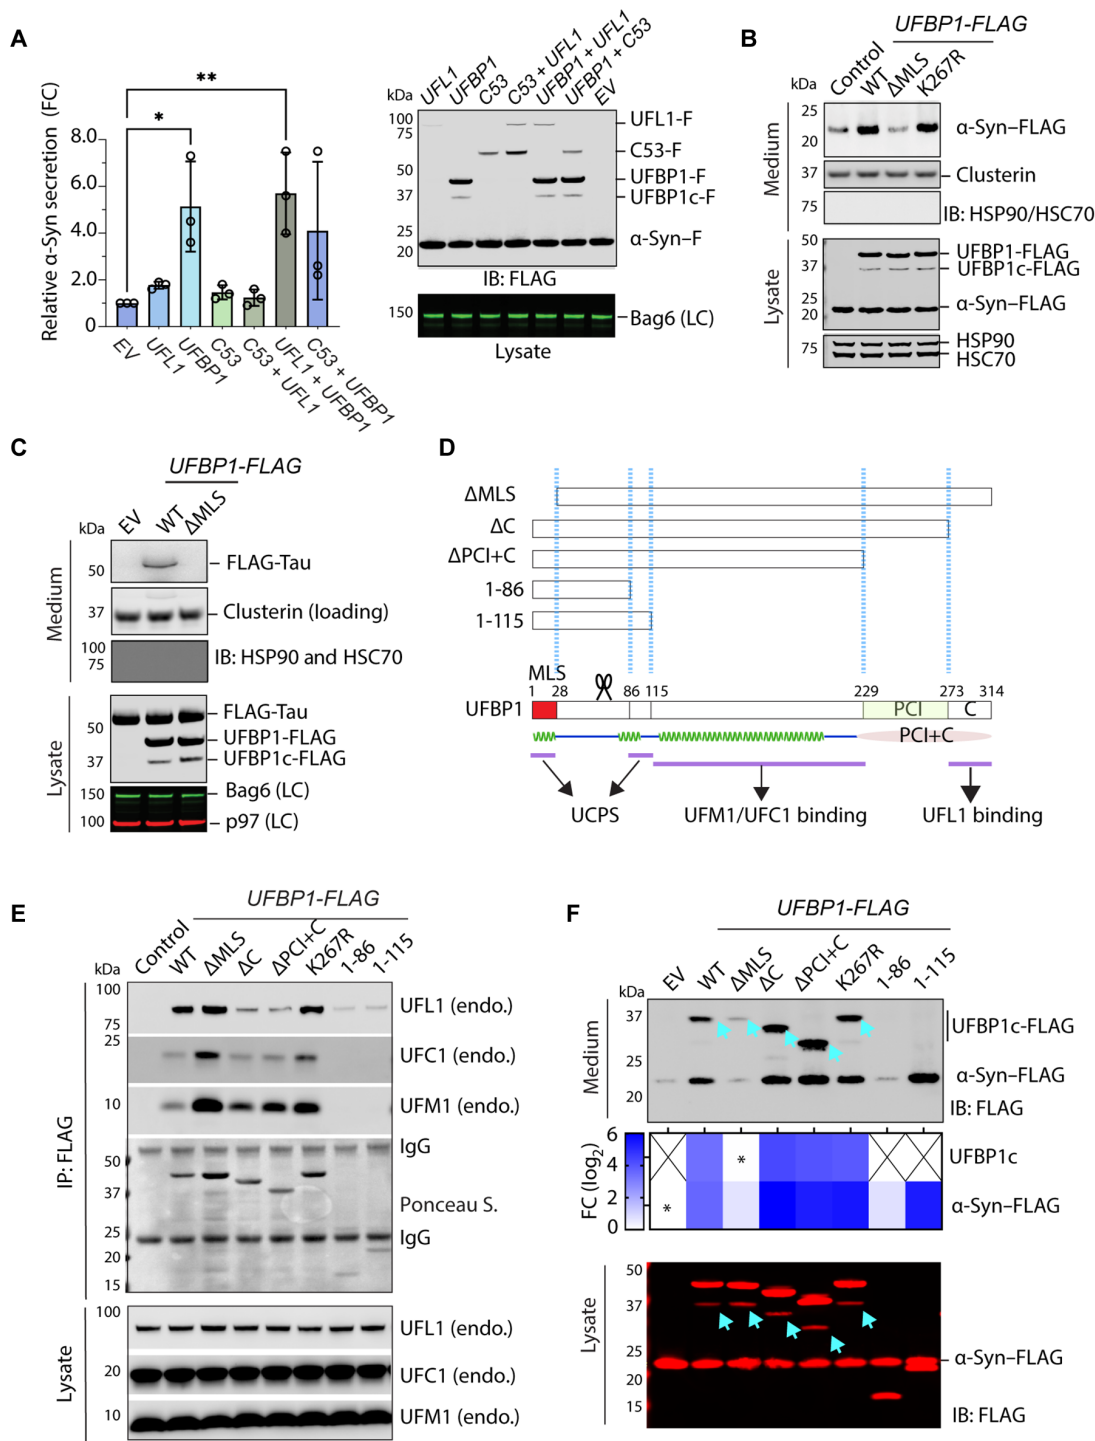 A
Relative α-Syn secretion (FC)
8.0
6.0
4.0
2.0
0
*
**
EV
UFL1
UFBP1
C53
C53 + UFL1
UFL1 + UFBP1
C53 + UFBP1
kDa
UFL1
UFBP1
C53
C53 + UFL1
UFBP1 + UFL1
UFBP1 + C53
EV
100
75
50
37
25
20
UFL1-F
C53-F
UFBP1-F
UFBP1c-F
α-Syn–F
IB: FLAG
150
Bag6 (LC)
Lysate
B
UFBP1-FLAG
Control
WT
ΔMLS
K267R
kDa
Medium
25
20
α-Syn–FLAG
37
Clusterin
75
IB: HSP90/HSC70
Lysate
50
37
25
20
UFBP1-FLAG
UFBP1c-FLAG
α-Syn–FLAG
75
HSP90
HSC70
C
UFBP1-FLAG
kDa
EV
WT
ΔMLS
Medium
50
FLAG-Tau
37
Clusterin (loading)
100
75
IB: HSP90 and HSC70
Lysate
50
37
FLAG-Tau
UFBP1-FLAG
UFBP1c-FLAG
150
Bag6 (LC)
100
p97 (LC)
D
ΔMLS
ΔC
ΔPCI+C
1-86
1-115
MLS
1 28 86 115 229 273 314
UFBP1
PCI C
PCI+C
UCPS
UFM1/UFC1 binding
UFL1 binding
E
UFBP1-FLAG
kDa
Control
WT
ΔMLS
ΔC
ΔPCI+C
K267R
1-86
1-115
IP: FLAG
100
75
UFL1 (endo.)
25
UFC1 (endo.)
10
UFM1 (endo.)
50
37
25
20
15
IgG
Ponceau S.
IgG
Lysate
100
UFL1 (endo.)
20
UFC1 (endo.)
10
UFM1 (endo.)
F
UFBP1-FLAG
kDa
EV
WT
ΔMLS
ΔC
ΔPCI+C
K267R
1-86
1-115
Medium
37
25
20
UFBP1c-FLAG
α-Syn–FLAG
IB: FLAG
FC (log2)
6
4
2
0
*
UFBP1c
*
α-Syn-FLAG
Lysate
50
37
25
20
15
α-Syn–FLAG
IB: FLAG